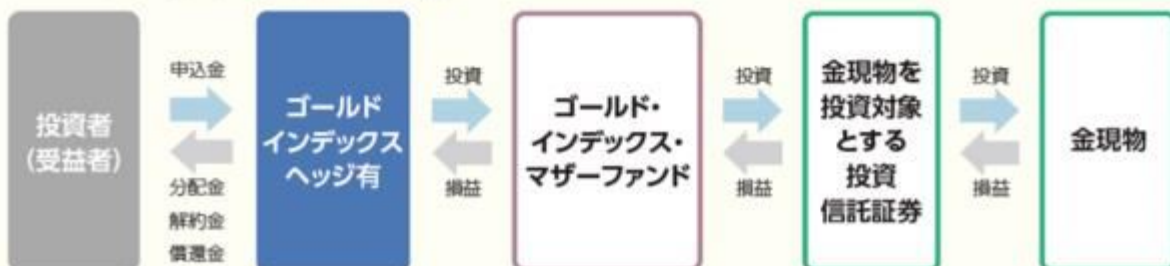 投資者
(受益者)
申込金
分配金
解約金
償還金
ゴールド
インデックス
ヘッジ有
投資
損益
ゴールド・
インデックス・
マザーファンド
投資
損益
金現物を
投資対象
とする
投資
信託証券
投資
損益
金現物